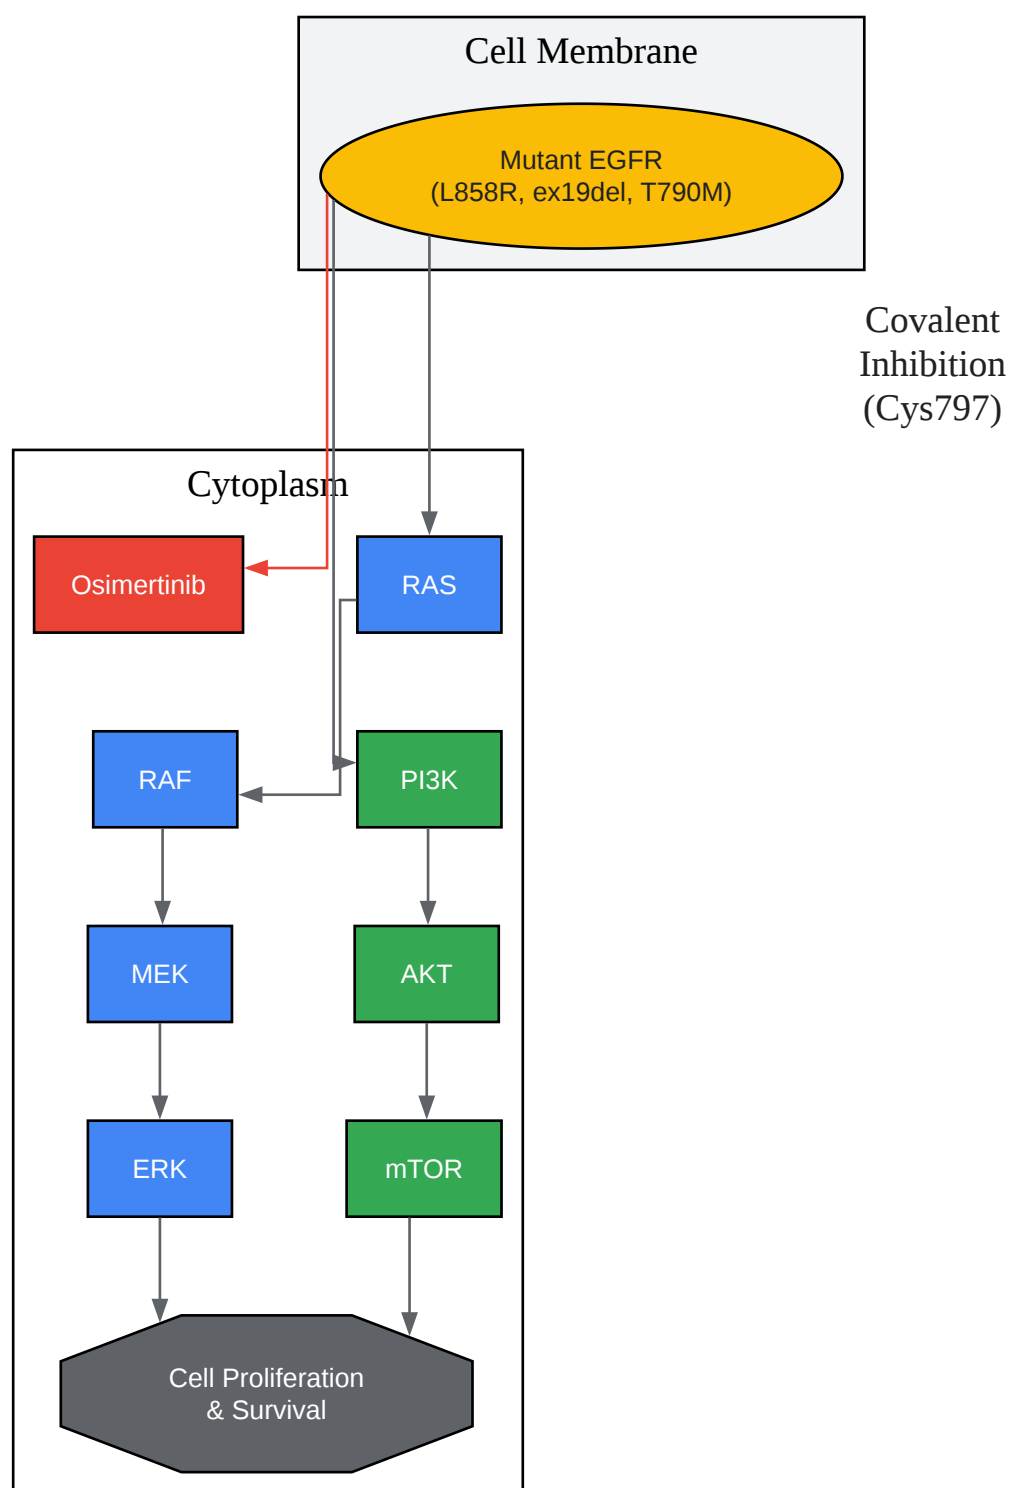 Cell Membrane
Mutant EGFR
(L858R, ex19del, T790M)
Covalent
Inhibition
(Cys797)
Cytoplasm
Osimertinib
RAS
RAF
PI3K
MEK
AKT
ERK
mTOR
Cell Proliferation
& Survival